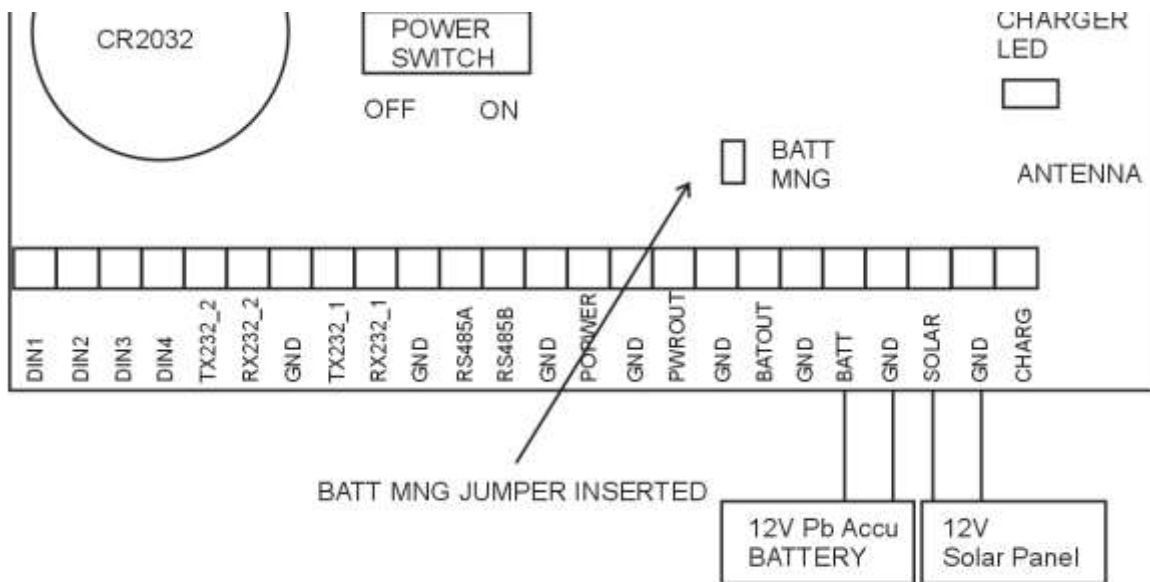 CR2032
POWER
SWITCH
OFF ON
CHARGER
LED
BATT
MNG
ANTENNA
DIN1
DIN2
DIN3
DIN4
TX232_2
RX232_2
GND
TX232_1
RX232_1
GND
RS485A
RS485B
GND
POPWER
GND
PWROUT
GND
BATOUT
GND
BATT
GND
SOLAR
GND
CHARG
BATT MNG JUMPER INSERTED
12V Pb Accu
BATTERY
12V
Solar Panel